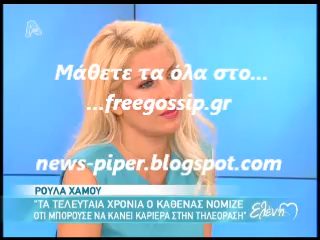 Μάθετε τα όλα στο...
...freegossip.gr
news-piper.blogspot.com
ΡΟΥΛΑ ΧΑΜΟΥ
"ΤΑ ΤΕΛΕΥΤΑΙΑ ΧΡΟΝΙΑ Ο ΚΑΘΕΝΑΣ ΝΟΜΙΖΕ
ΟΤΙ ΜΠΟΡΟΥΣΕ ΝΑ ΚΑΝΕΙ ΚΑΡΙΕΡΑ ΣΤΗΝ ΤΗΛΕΟΡΑΣΗ"
Ελένη